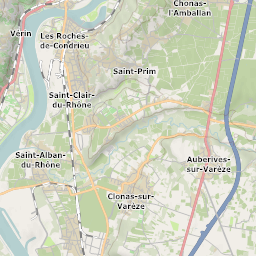 Chonas-
l'Amballan
Vérin
Les Roches-
de-Condrieu
Saint-Prim
Saint-Clair-
du-Rhône
Saint-Alban-
du-Rhône
Auberives-
sur-Varèze
Clonas-sur-
Varèze